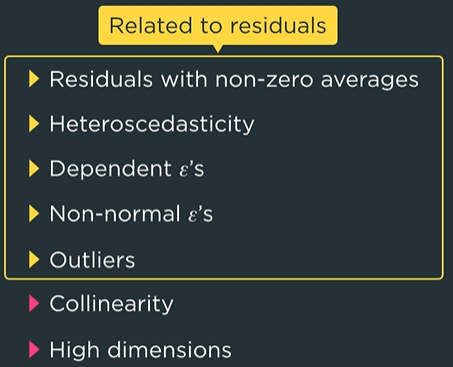 Related to residuals
Residuals with non-zero averages
Heteroscedasticity
Dependent ε’s
Non-normal ε’s
Outliers
Collinearity
High dimensions